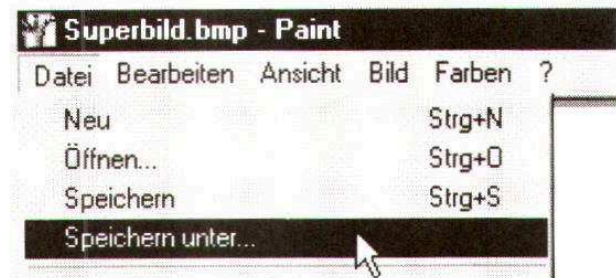 Superbild.bmp - Paint
Datei Bearbeiten Ansicht Bild Farben ?
Neu Strg+N
Öffnen... Strg+O
Speichern Strg+S
Speichern unter...